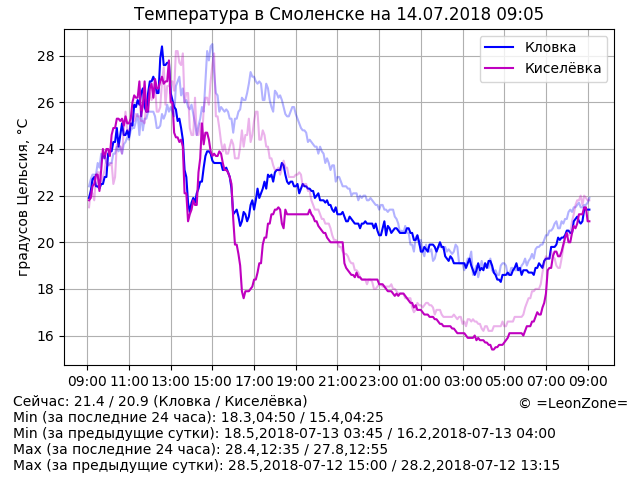 Температура в Смоленске на 14.07.2018 09:05
Кловка
Киселёвка
градусов Цельсия, °C
28
26
24
22
20
18
16
09:00 11:00 13:00 15:00 17:00 19:00 21:00 23:00 01:00 03:00 05:00 07:00 09:00
Сейчас: 21.4 / 20.9 (Кловка / Киселёвка)
© =LeonZone=
Min (за последние 24 часа): 18.3,04:50 / 15.4,04:25
Min (за предыдущие сутки): 18.5,2018-07-13 03:45 / 16.2,2018-07-13 04:00
Max (за последние 24 часа): 28.4,12:35 / 27.8,12:55
Max (за предыдущие сутки): 28.5,2018-07-12 15:00 / 28.2,2018-07-12 13:15